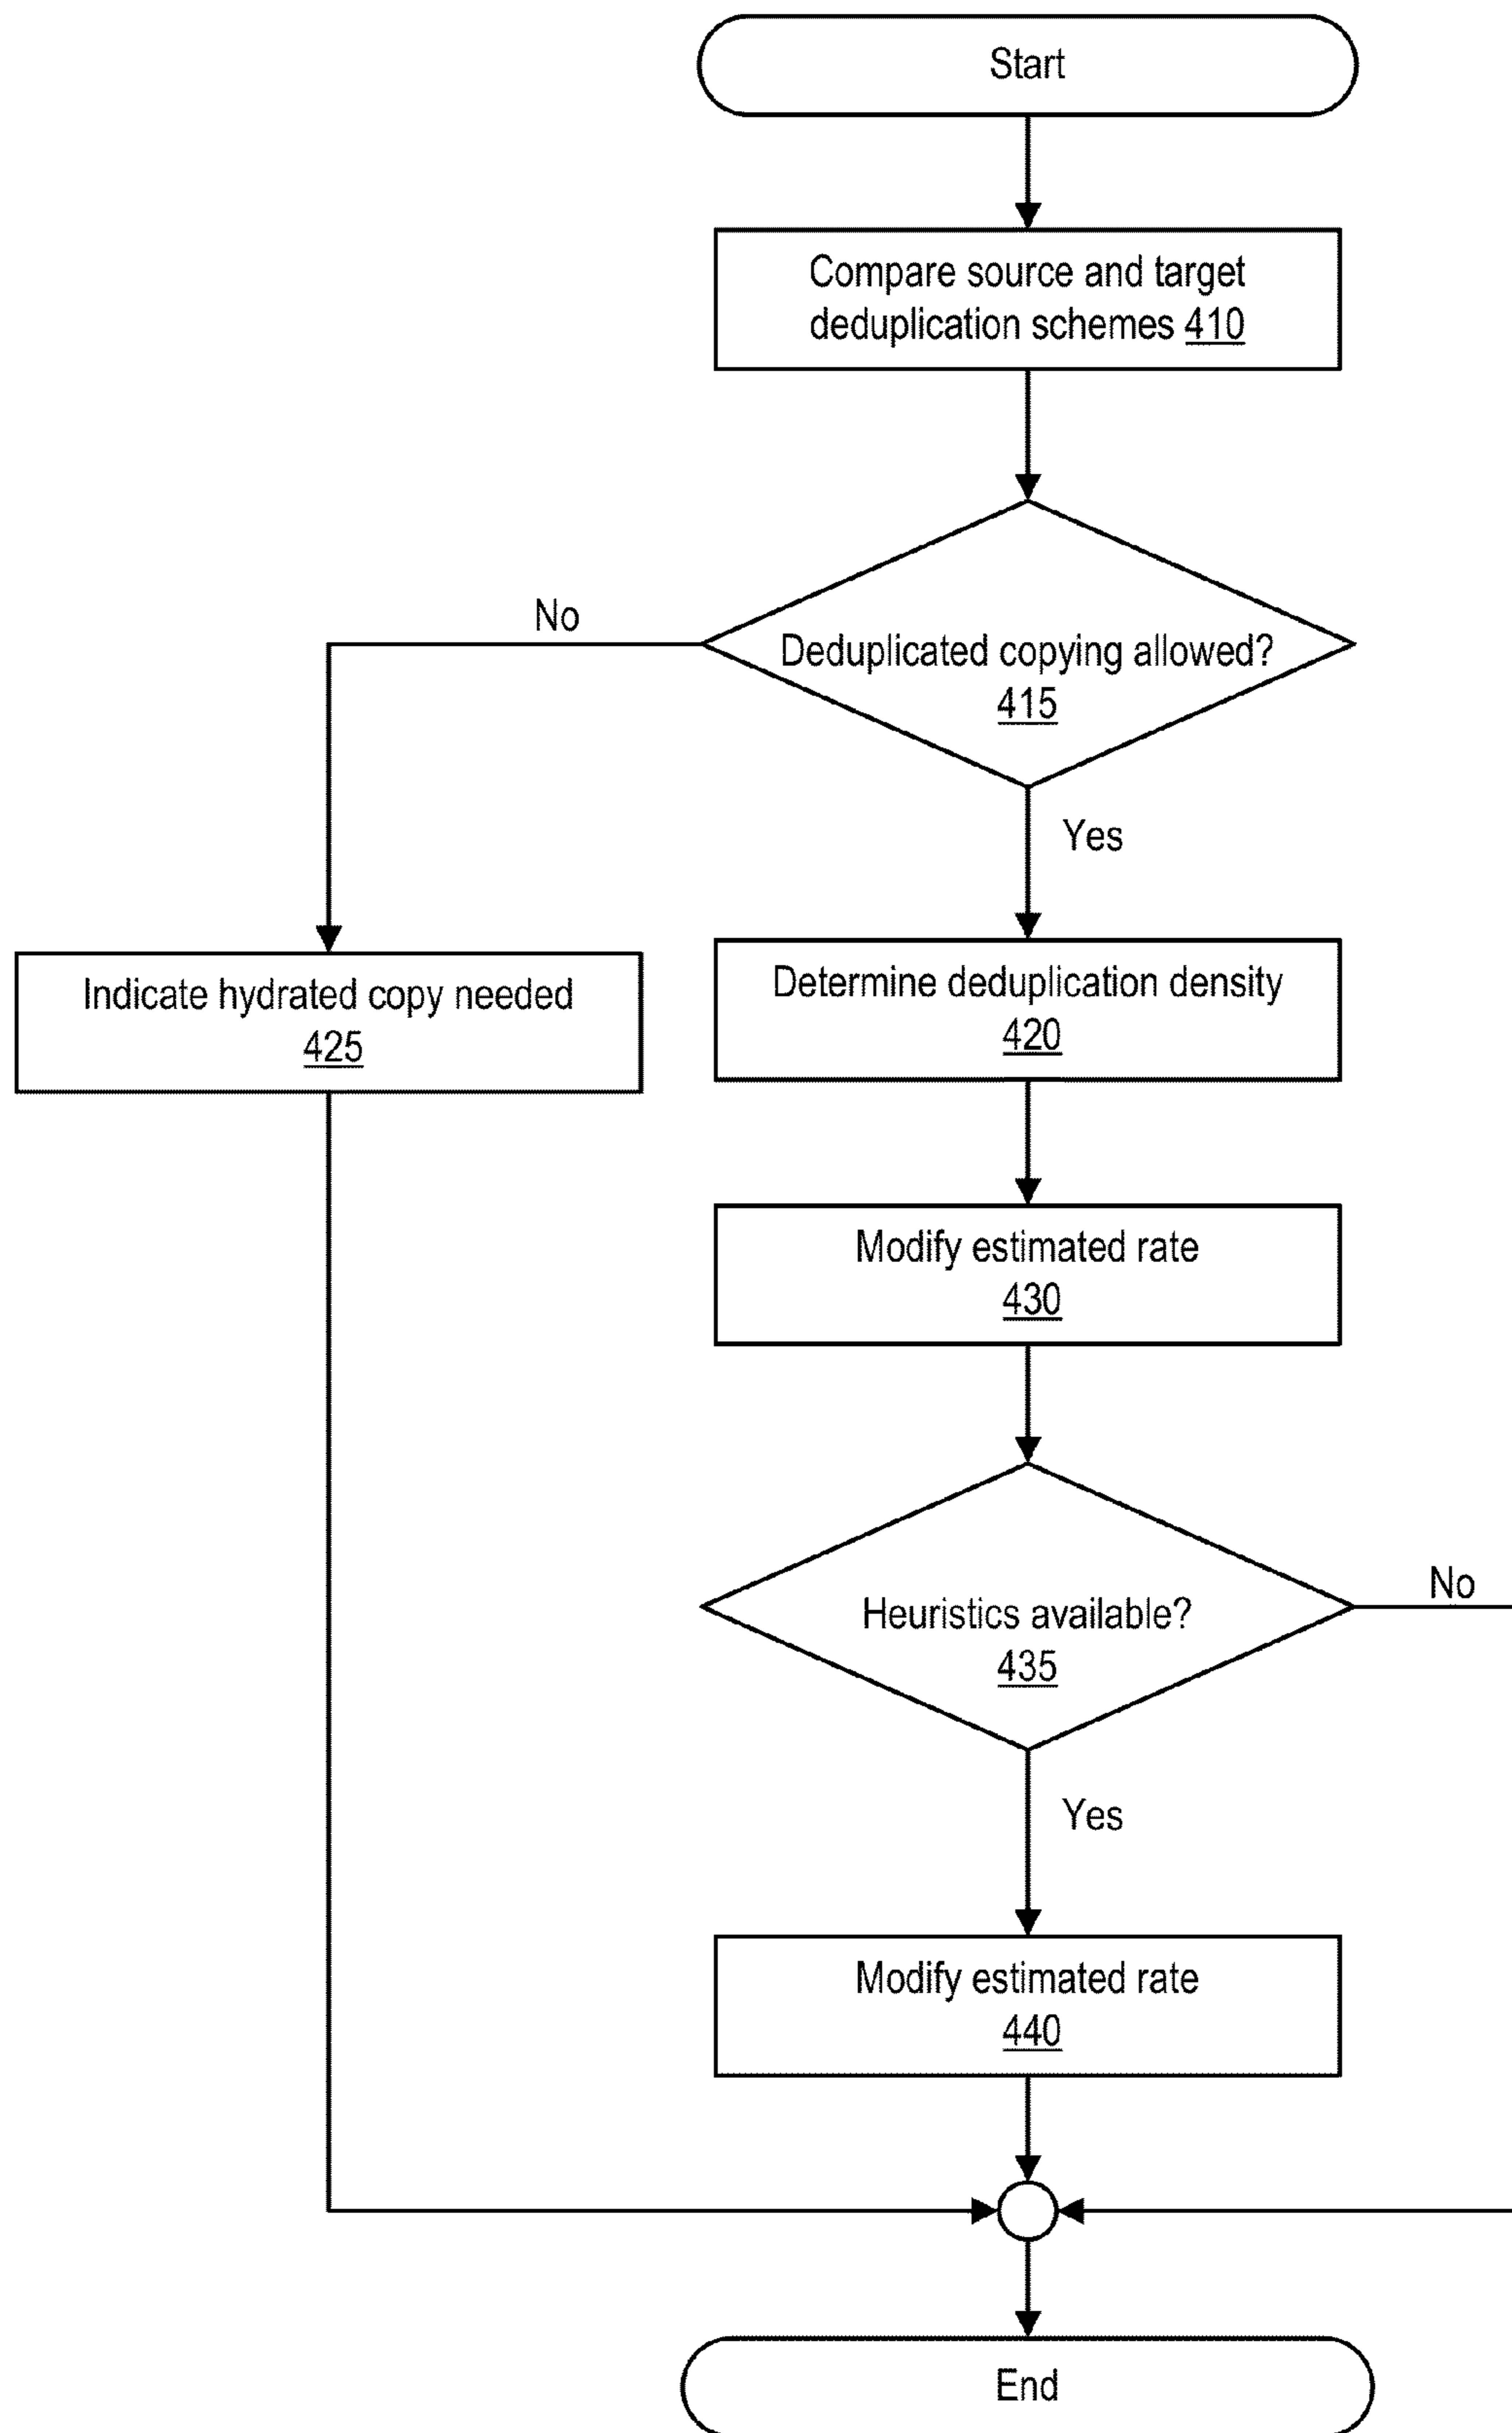 Start
Compare source and target
deduplication schemes 410
No
Deduplicated copying allowed?
415
Yes
Indicate hydrated copy needed
425
Determine deduplication density
420
Modify estimated rate
430
No
Heuristics available?
435
Yes
Modify estimated rate
440
End